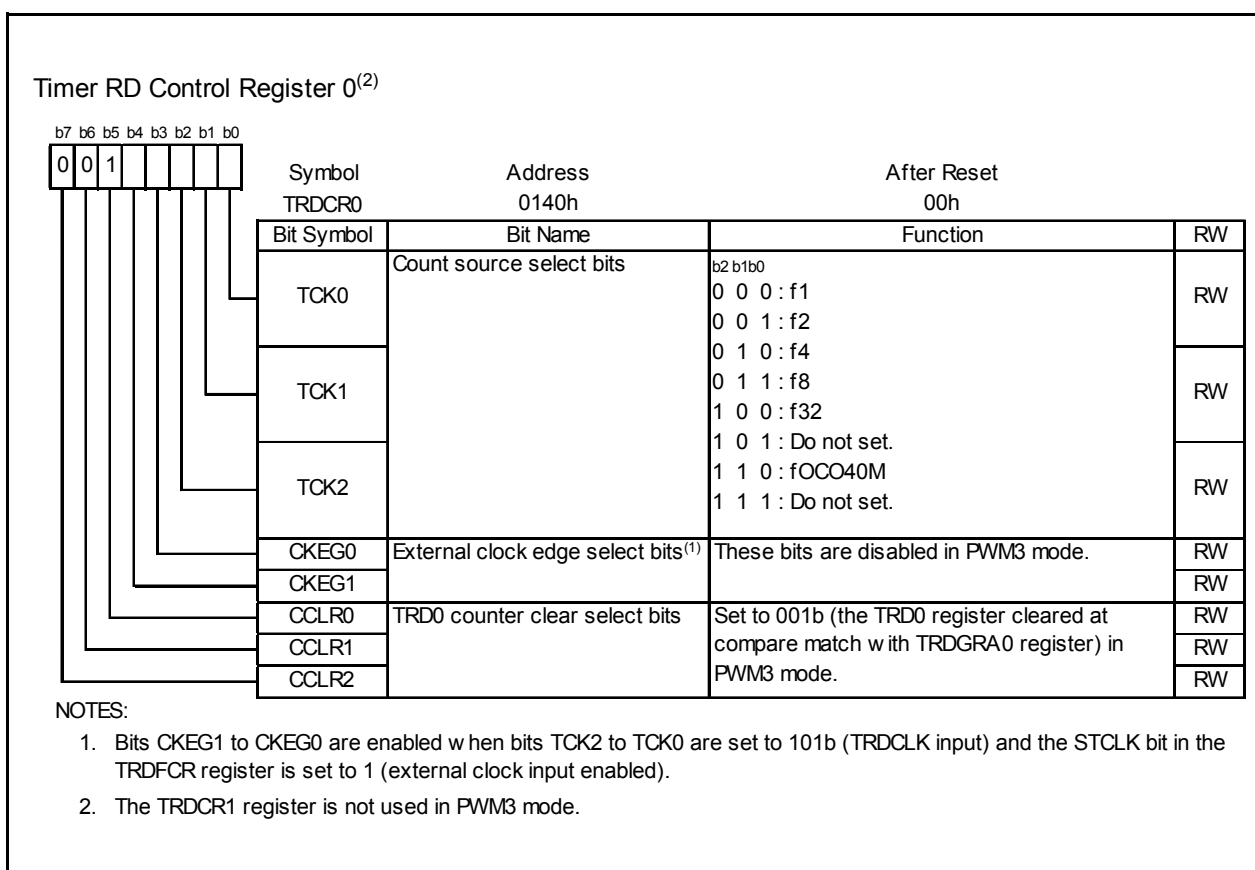 Timer RD Control Register 0(2)
b7 b6 b5 b4 b3 b2 b1 b0
0 0 1
Symbol Address After Reset
TRDCR0 0140h 00h
Bit Symbol Bit Name Function RW
TCK0 Count source select bits b2 b1b0 RW
0 0 0 : f1
0 0 1 : f2
0 1 0 : f4
TCK1 0 1 1 : f8 RW
1 0 0 : f32
1 0 1 : Do not set.
TCK2 1 1 0 : fOCO40M RW
1 1 1 : Do not set.
CKEG0 External clock edge select bits(1) These bits are disabled in PWM3 mode. RW
CKEG1 RW
CCLR0 TRD0 counter clear select bits Set to 001b (the TRD0 register cleared at RW
CCLR1 compare match with TRDGRA0 register) in RW
CCLR2 PWM3 mode. RW
NOTES:
1. Bits CKEG1 to CKEG0 are enabled when bits TCK2 to TCK0 are set to 101b (TRDCLK input) and the STCLK bit in the
TRDFCR register is set to 1 (external clock input enabled).
2. The TRDCR1 register is not used in PWM3 mode.